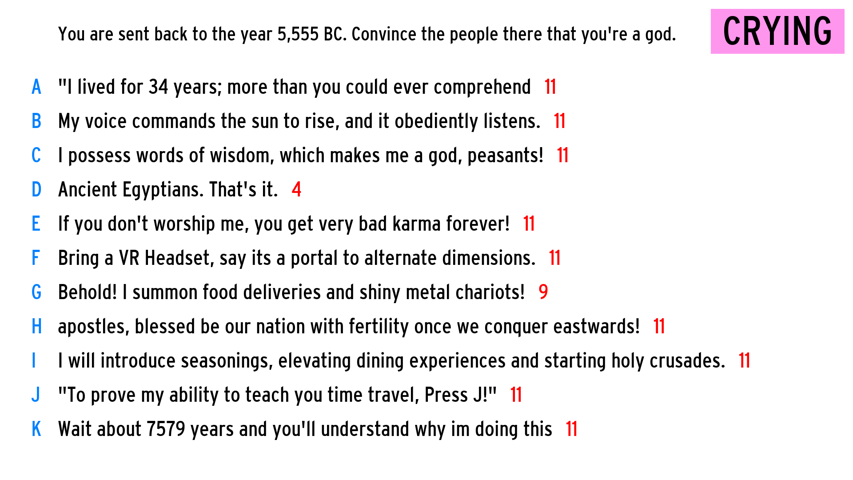 You are sent back to the year 5,555 BC. Convince the people there that you're a god.
CRYING
A "I lived for 34 years; more than you could ever comprehend 11
B My voice commands the sun to rise, and it obediently listens. 11
C I possess words of wisdom, which makes me a god, peasants! 11
D Ancient Egyptians. That's it. 4
E If you don't worship me, you get very bad karma forever! 11
F Bring a VR Headset, say its a portal to alternate dimensions. 11
G Behold! I summon food deliveries and shiny metal chariots! 9
H apostles, blessed be our nation with fertility once we conquer eastwards! 11
I I will introduce seasonings, elevating dining experiences and starting holy crusades. 11
J "To prove my ability to teach you time travel, Press J!" 11
K Wait about 7579 years and you'll understand why im doing this 11